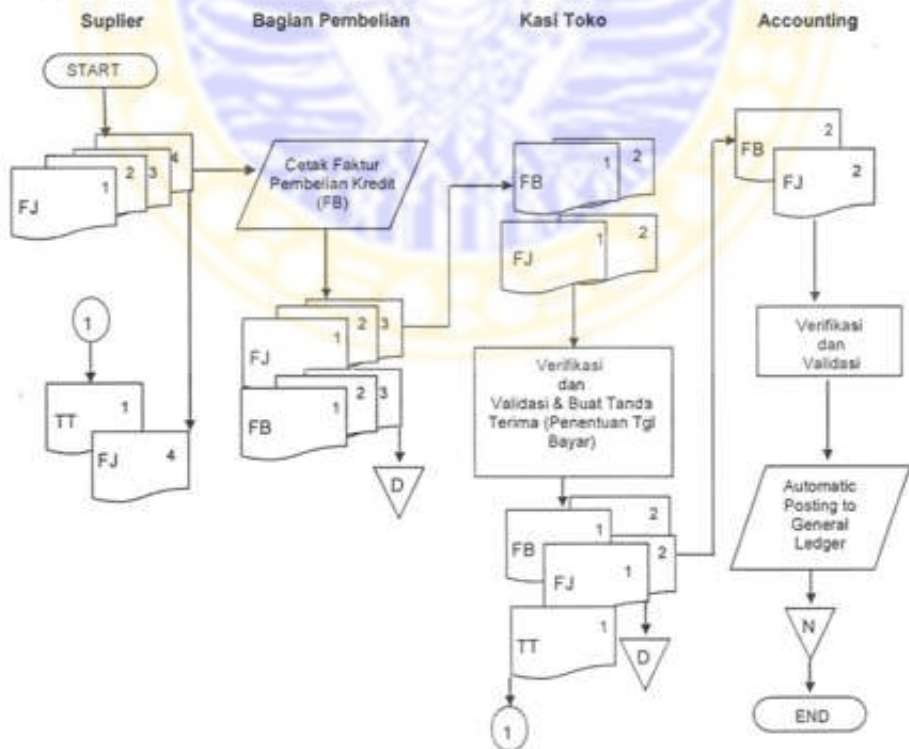 Suplier
Bagian Pembelian
Kasi Toko
Accounting
START
FJ
1
2
3
4
1
TT
1
FJ
4
Cetak Faktur
Pembelian Kredit
(FB)
FJ
1
2
3
FB
1
2
3
D
FB
1
2
FJ
1
2
Verifikasi
dan
Validasi & Buat Tanda
Terima (Penentuan Tgl
Bayar)
FB
1
2
FJ
1
2
TT
1
D
1
FB
2
FJ
2
Verifikasi
dan
Validasi
Automatic
Posting to
General
Ledger
N
END